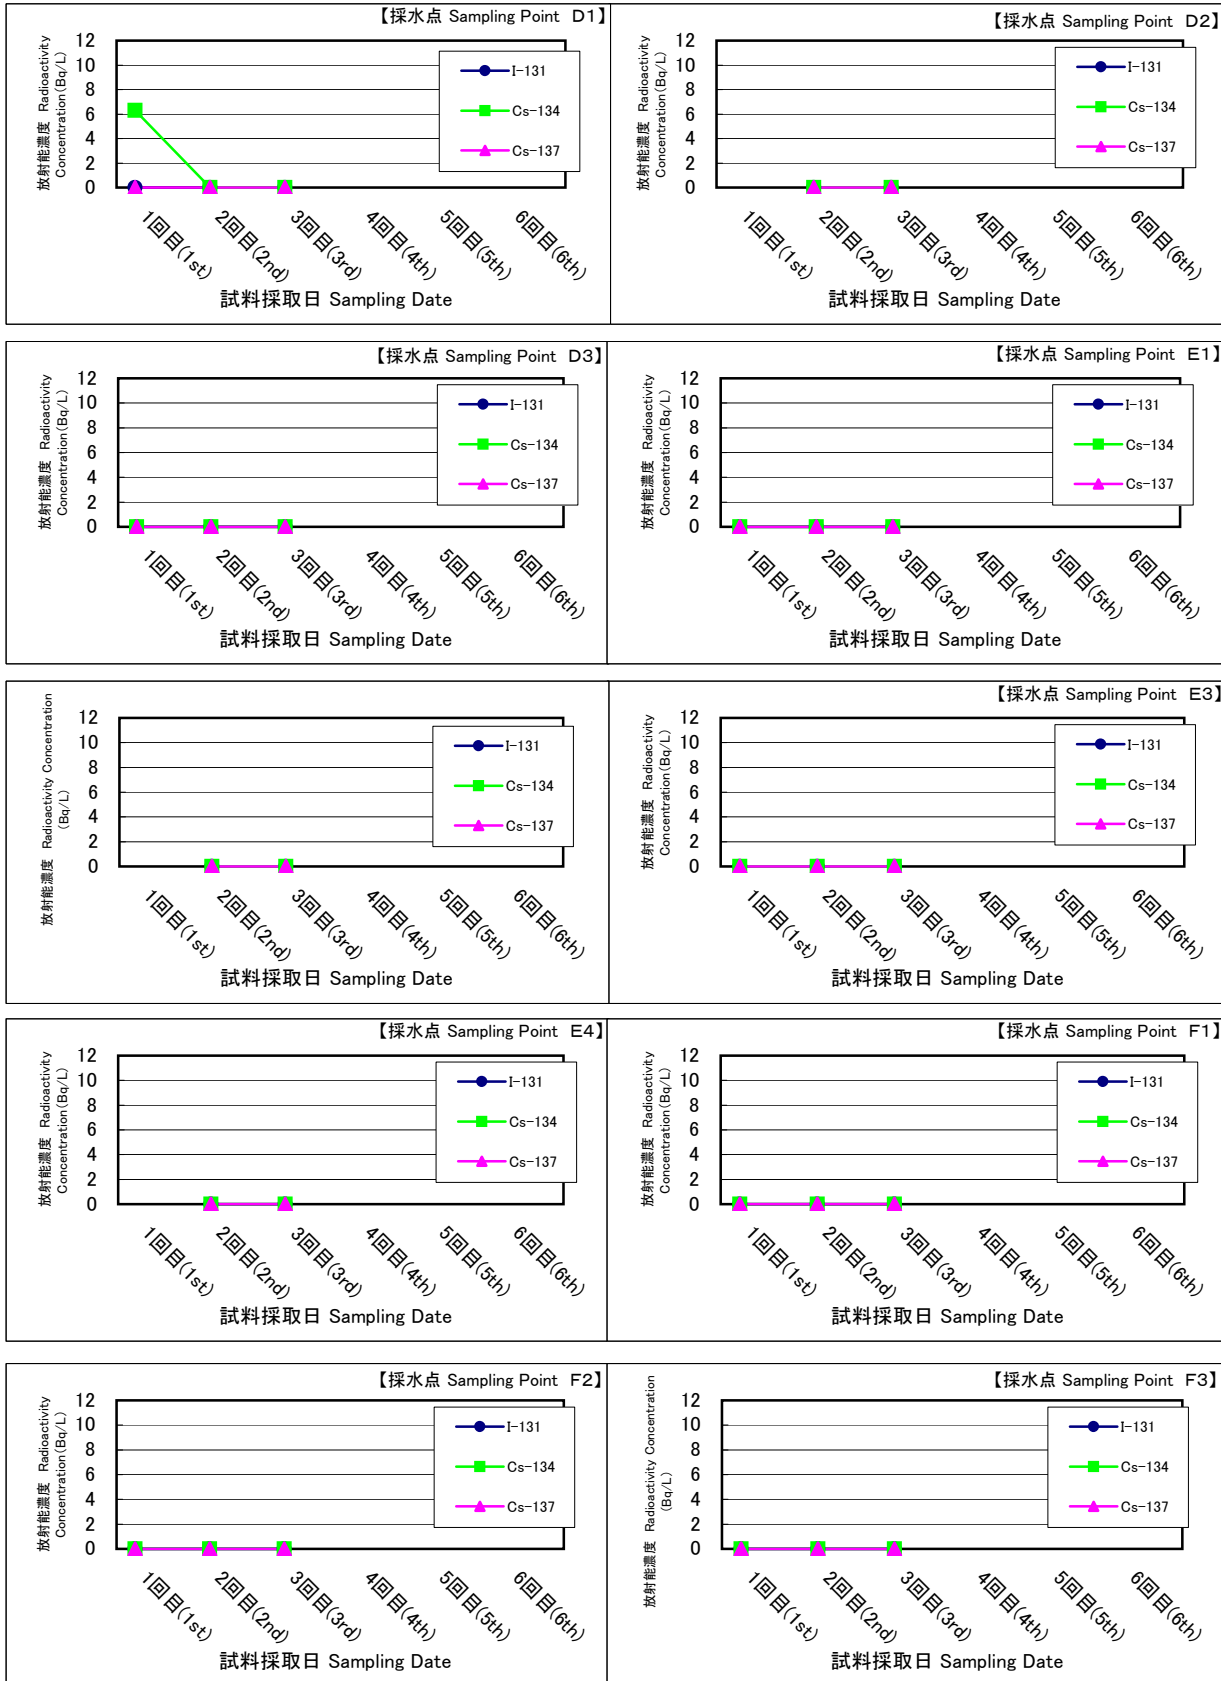 【採水点 Sampling Point D1】
放射能濃度 Radioactivity
Concentration(Bq/L)
12
10
8
6
4
2
0
I-131
Cs-134
Cs-137
1回目(1st)
2回目(2nd)
3回目(3rd)
4回目(4th)
5回目(5th)
6回目(6th)
試料採取日 Sampling Date
【採水点 Sampling Point D2】
放射能濃度 Radioactivity
Concentration(Bq/L)
12
10
8
6
4
2
0
I-131
Cs-134
Cs-137
1回目(1st)
2回目(2nd)
3回目(3rd)
4回目(4th)
5回目(5th)
6回目(6th)
試料採取日 Sampling Date
【採水点 Sampling Point D3】
放射能濃度 Radioactivity
Concentration(Bq/L)
12
10
8
6
4
2
0
I-131
Cs-134
Cs-137
1回目(1st)
2回目(2nd)
3回目(3rd)
4回目(4th)
5回目(5th)
6回目(6th)
試料採取日 Sampling Date
【採水点 Sampling Point E1】
放射能濃度 Radioactivity
Concentration(Bq/L)
12
10
8
6
4
2
0
I-131
Cs-134
Cs-137
1回目(1st)
2回目(2nd)
3回目(3rd)
4回目(4th)
5回目(5th)
6回目(6th)
試料採取日 Sampling Date
放射能濃度 Radioactivity Concentration
(Bq/L)
12
10
8
6
4
2
0
I-131
Cs-134
Cs-137
1回目(1st)
2回目(2nd)
3回目(3rd)
4回目(4th)
5回目(5th)
6回目(6th)
試料採取日 Sampling Date
【採水点 Sampling Point E3】
放射能濃度 Radioactivity
Concentration(Bq/L)
12
10
8
6
4
2
0
I-131
Cs-134
Cs-137
1回目(1st)
2回目(2nd)
3回目(3rd)
4回目(4th)
5回目(5th)
6回目(6th)
試料採取日 Sampling Date
【採水点 Sampling Point E4】
放射能濃度 Radioactivity
Concentration(Bq/L)
12
10
8
6
4
2
0
I-131
Cs-134
Cs-137
1回目(1st)
2回目(2nd)
3回目(3rd)
4回目(4th)
5回目(5th)
6回目(6th)
試料採取日 Sampling Date
【採水点 Sampling Point F1】
放射能濃度 Radioactivity
Concentration(Bq/L)
12
10
8
6
4
2
0
I-131
Cs-134
Cs-137
1回目(1st)
2回目(2nd)
3回目(3rd)
4回目(4th)
5回目(5th)
6回目(6th)
試料採取日 Sampling Date
【採水点 Sampling Point F2】
放射能濃度 Radioactivity
Concentration(Bq/L)
12
10
8
6
4
2
0
I-131
Cs-134
Cs-137
1回目(1st)
2回目(2nd)
3回目(3rd)
4回目(4th)
5回目(5th)
6回目(6th)
試料採取日 Sampling Date
【採水点 Sampling Point F3】
放射能濃度 Radioactivity Concentration
(Bq/L)
12
10
8
6
4
2
0
I-131
Cs-134
Cs-137
1回目(1st)
2回目(2nd)
3回目(3rd)
4回目(4th)
5回目(5th)
6回目(6th)
試料採取日 Sampling Date